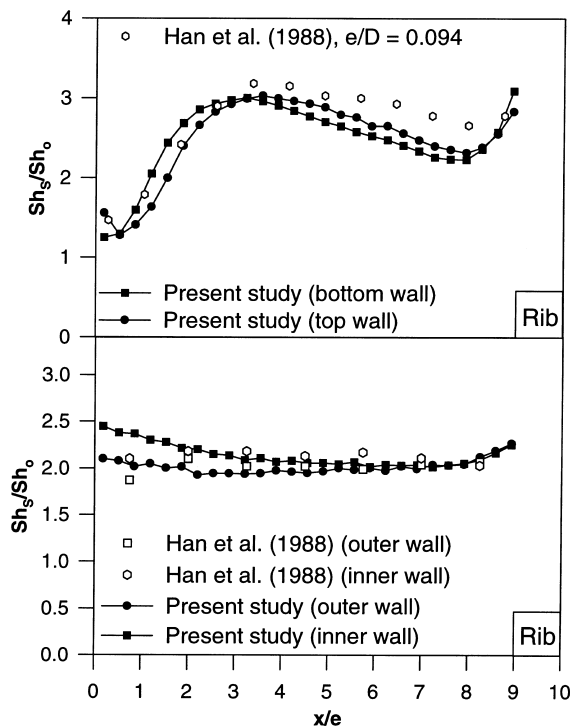 4
3
2
1
0
Sh_S/Sh_o
Han et al. (1988), e/D = 0.094
Present study (bottom wall)
Present study (top wall)
Rib
3.0
2.5
2.0
1.5
1.0
0.5
0.0
Sh_S/Sh_o
Han et al. (1988) (outer wall)
Han et al. (1988) (inner wall)
Present study (outer wall)
Present study (inner wall)
Rib
0 1 2 3 4 5 6 7 8 9 10
x/e